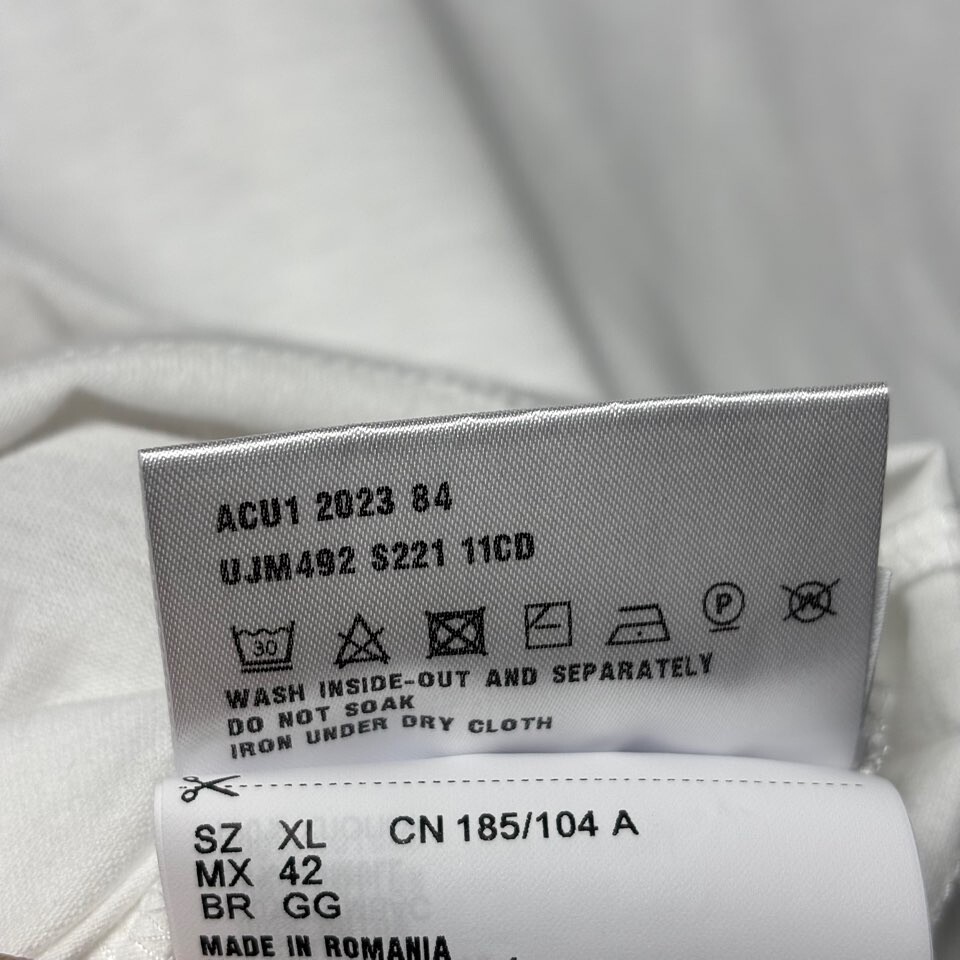 ACU1 2023 84
UJM492 S221 11CD
30 P W
WASH INSIDE-OUT AND SEPARATELY
DO NOT SOAK
IRON UNDER DRY CLOTH
SZ XL CN 185/104 A
MX 42
BR GG
MADE IN ROMANIA